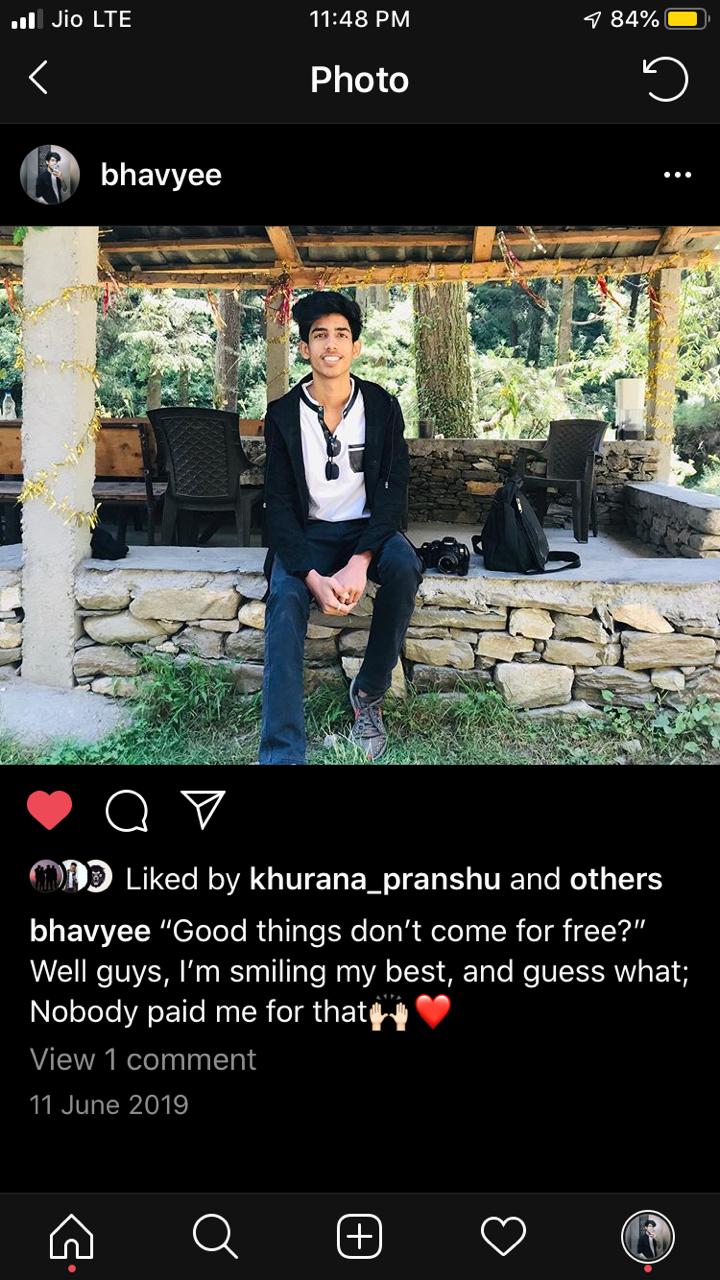 Jio LTE 11:48 PM 84%
Photo
bhavyee
Liked by khurana_pranshu and others
bhavyee “Good things don’t come for free?”
Well guys, I’m smiling my best, and guess what;
Nobody paid me for that🙌🏻 ❤️
View 1 comment
11 June 2019